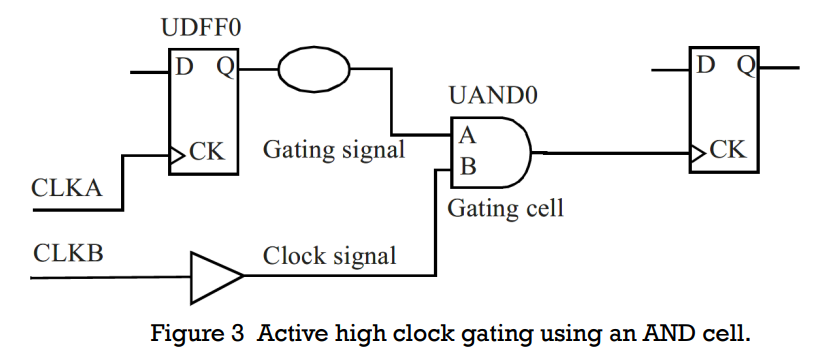 UDFF0
D Q
D Q
UAND0
A
CK
Gating signal
CK
B
CLKA
Gating cell
CLKB
Clock signal
Figure 3 Active high clock gating using an AND cell.